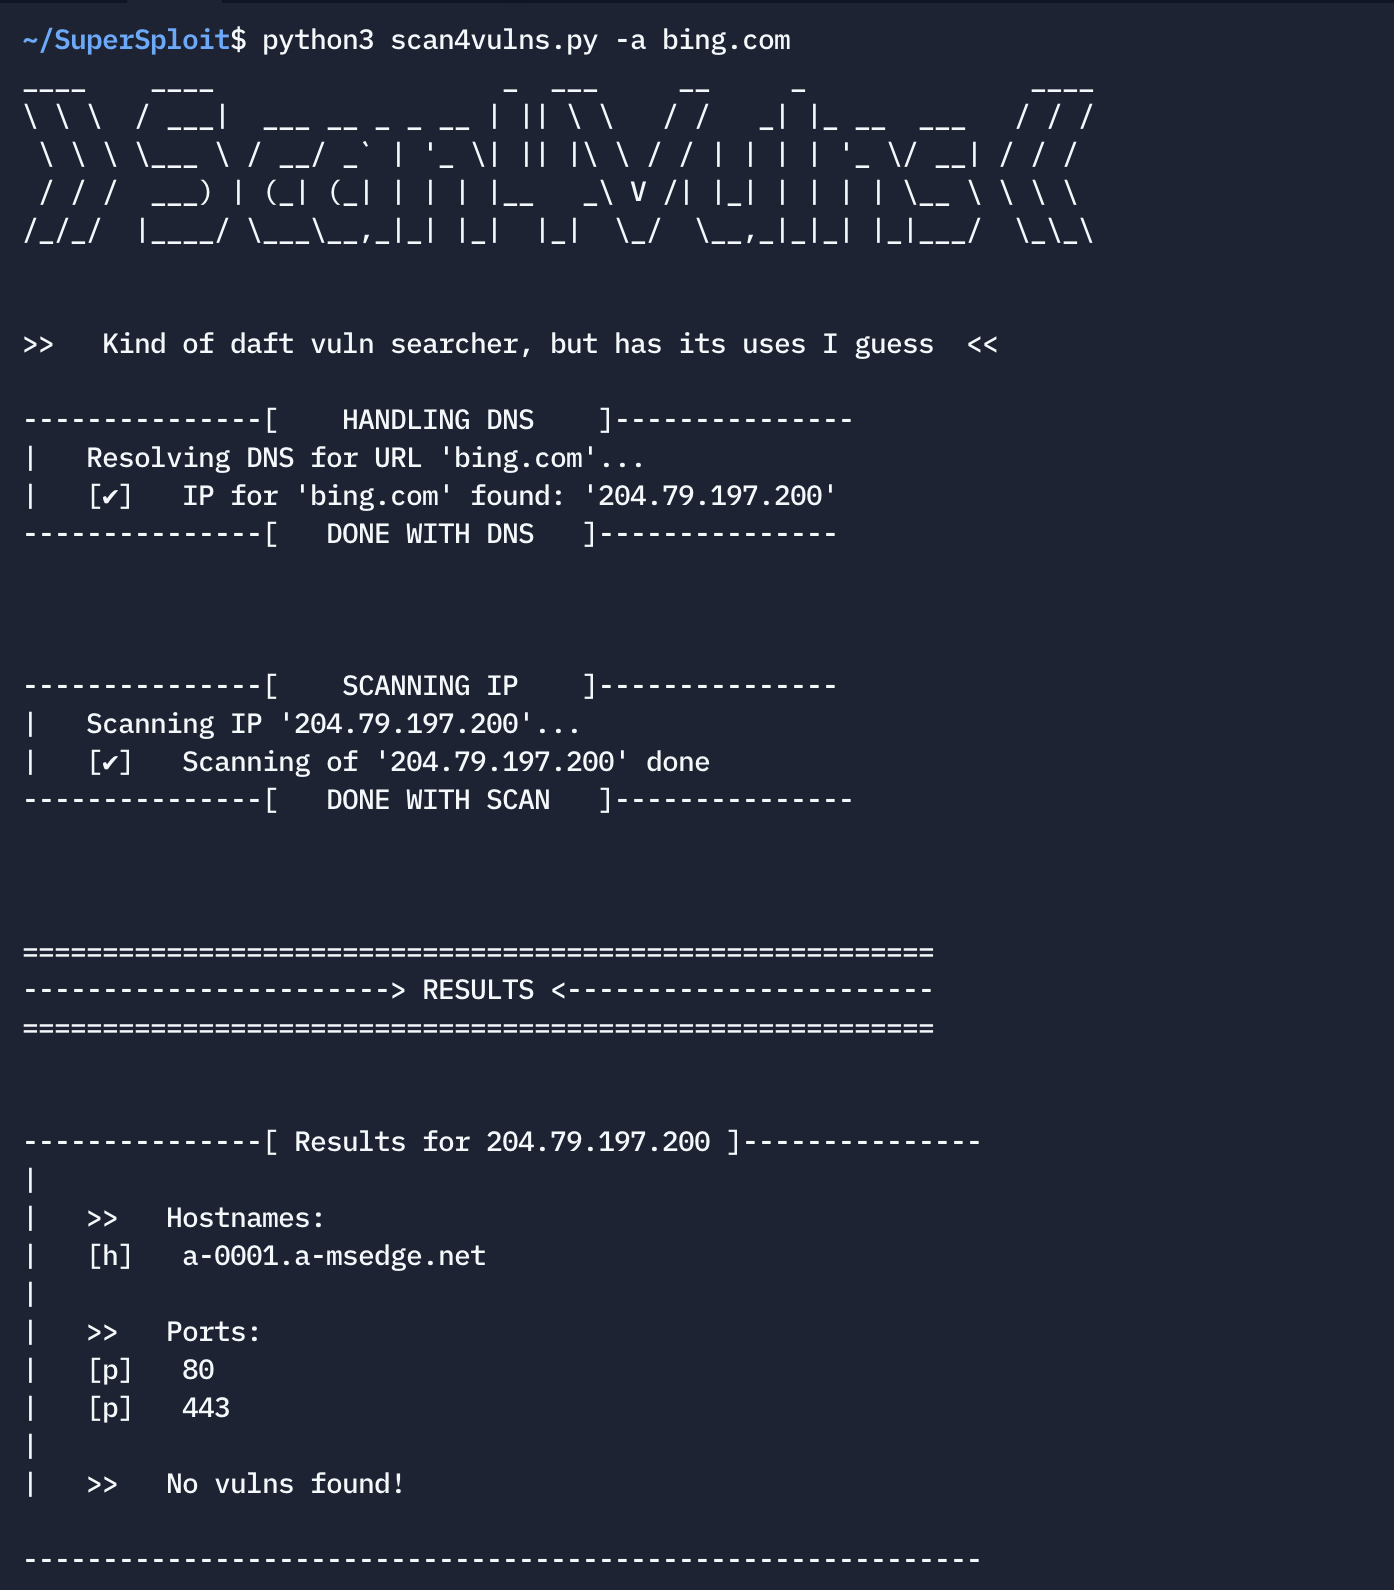 ~/SuperSploit$ python3 scan4vulns.py -a bing.com
____    ____                  _  ___     __     _              ____
\ \ \  / ___|  ___ __ _ _ __ | || \ \   / /   _| |_ __  ___   / / /
 \ \ \ \___ \ / __/ _` | '_ \| || |\ \ / / | | | | '_ \/ __| / / /
 / / /  ___) | (_| (_| | | | |__   _\ V /| |_| | | | | \__ \ \ \ \
/_/_/  |____/ \___\__,_|_| |_|  |_|  \_/  \__,_|_|_| |_|___/  \_\_\
>>   Kind of daft vuln searcher, but has its uses I guess  <<
---------------[    HANDLING DNS    ]---------------
|   Resolving DNS for URL 'bing.com'...
|   [✔]   IP for 'bing.com' found: '204.79.197.200'
---------------[   DONE WITH DNS   ]---------------
---------------[    SCANNING IP    ]---------------
|   Scanning IP '204.79.197.200'...
|   [✔]   Scanning of '204.79.197.200' done
---------------[   DONE WITH SCAN   ]---------------
=========================================================
-----------------------> RESULTS <-----------------------
=========================================================
---------------[ Results for 204.79.197.200 ]---------------
|
|   >>   Hostnames:
|   [h]   a-0001.a-msedge.net
|
|   >>   Ports:
|   [p]   80
|   [p]   443
|
|   >>   No vulns found!
------------------------------------------------------------